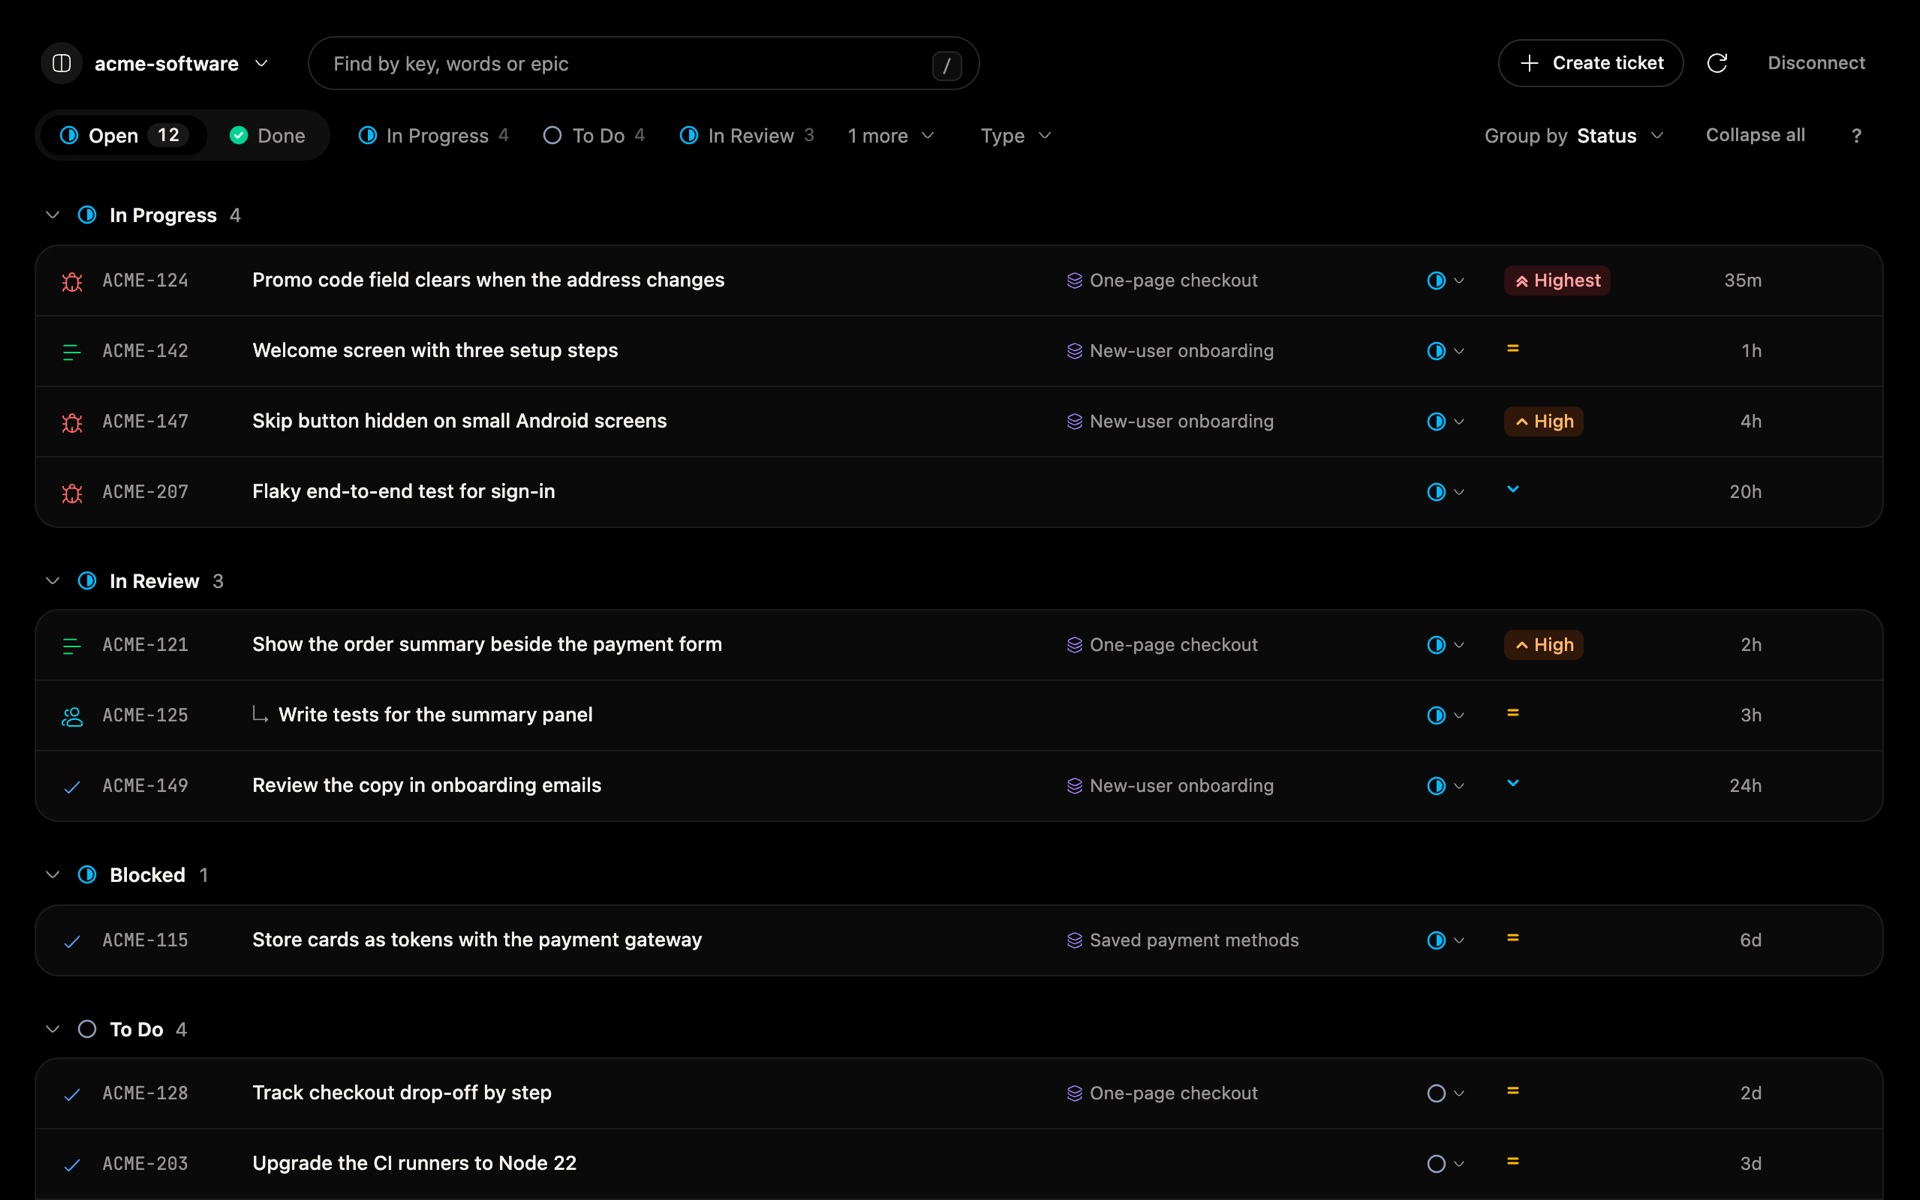 acme-software
Find by key, words or epic /
Create ticket
Disconnect
Open 12
Done
In Progress 4
To Do 4
In Review 3
1 more
Type
Group by Status
Collapse all
?
In Progress 4
ACME-124 Promo code field clears when the address changes One-page checkout Highest 35m
ACME-142 Welcome screen with three setup steps New-user onboarding 1h
ACME-147 Skip button hidden on small Android screens New-user onboarding High 4h
ACME-207 Flaky end-to-end test for sign-in 20h
In Review 3
ACME-121 Show the order summary beside the payment form One-page checkout High 2h
ACME-125 Write tests for the summary panel 3h
ACME-149 Review the copy in onboarding emails New-user onboarding 24h
Blocked 1
ACME-115 Store cards as tokens with the payment gateway Saved payment methods 6d
To Do 4
ACME-128 Track checkout drop-off by step One-page checkout 2d
ACME-203 Upgrade the CI runners to Node 22 3d